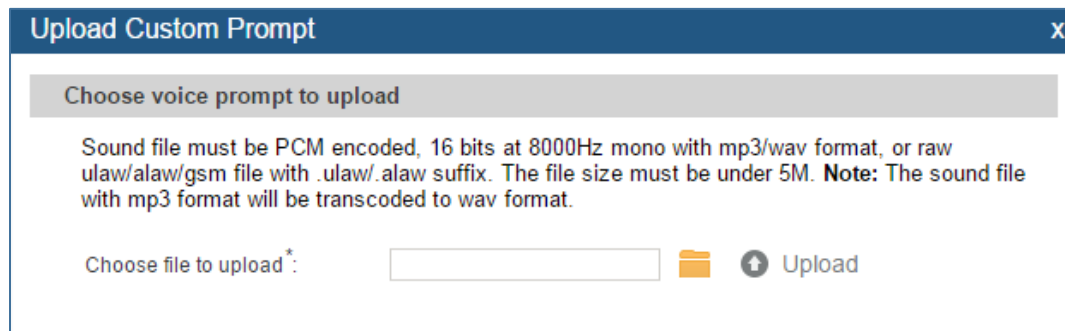 Upload Custom Prompt x
Choose voice prompt to upload
Sound file must be PCM encoded, 16 bits at 8000Hz mono with mp3/wav format, or raw
ulaw/alaw/gsm file with .ulaw/.alaw suffix. The file size must be under 5M. Note: The sound file
with mp3 format will be transcoded to wav format.
Choose file to upload*: Upload